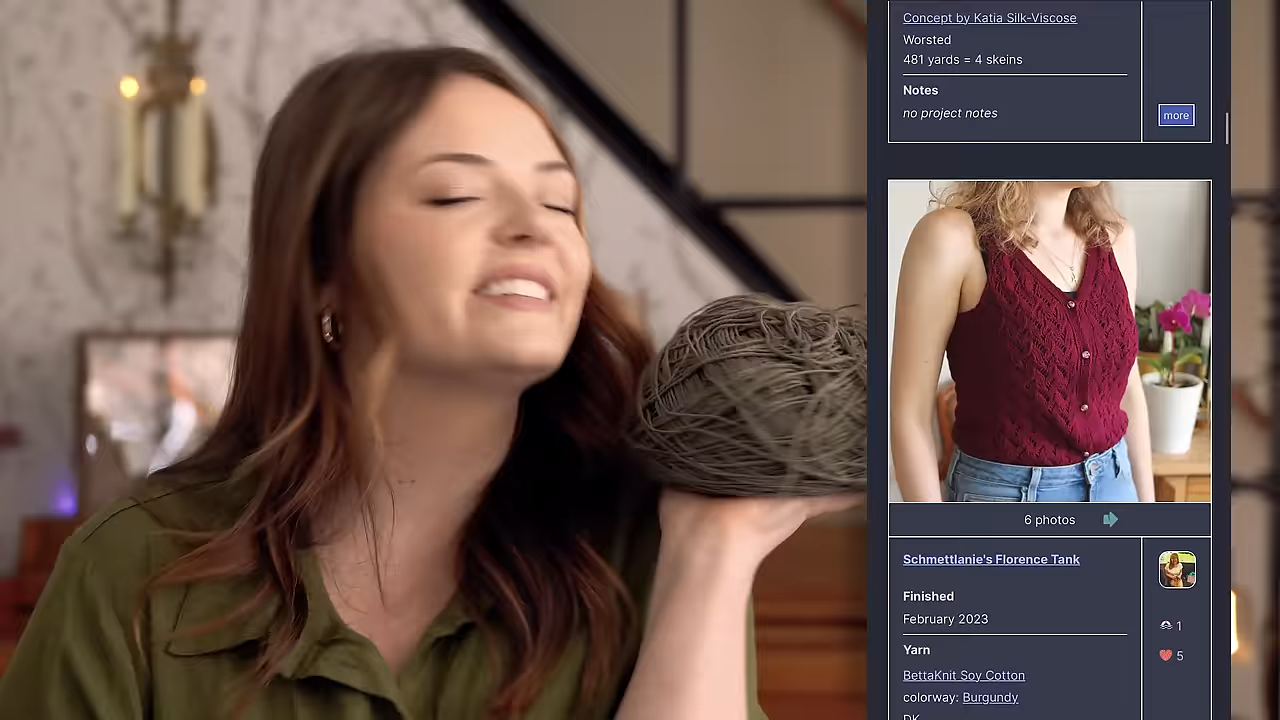 Concept by Katia Silk-Viscose
Worsted
481 yards = 4 skeins
Notes
no project notes
more
6 photos
Schmettlanie's Florence Tank
Finished
February 2023
1
Yarn
5
BettaKnit Soy Cotton
colorway: Burgundy
DK